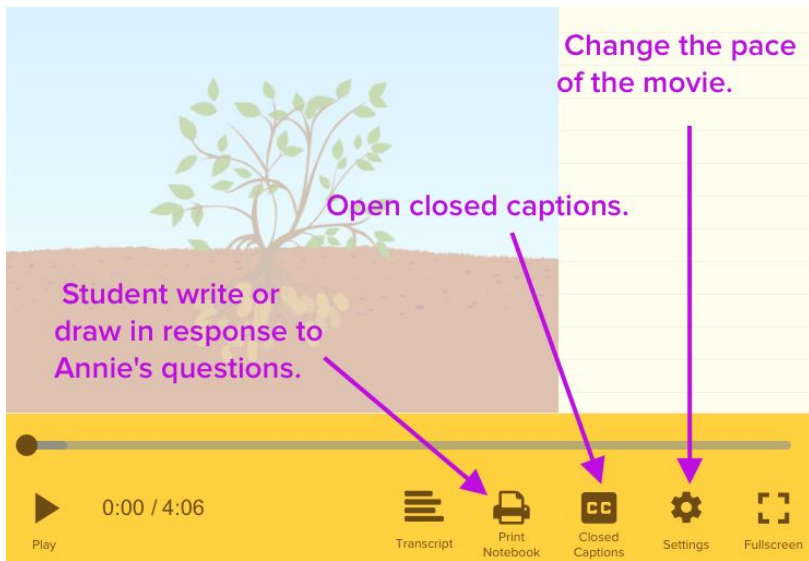 Change the pace
of the movie.
Open closed captions.
Student write or
draw in response to
Annie's questions.
0:00 / 4:06
CC
Play
Transcript
Print
Notebook
Closed
Captions
Settings
Fullscreen